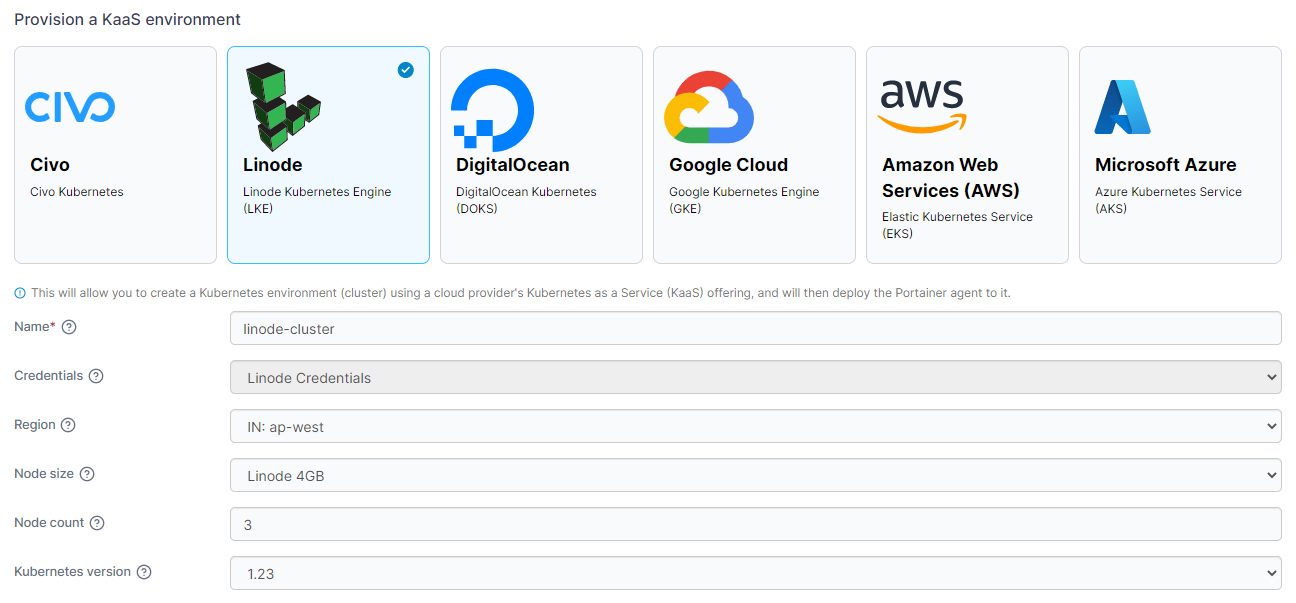 Provision a KaaS environment
CIVO
Civo
Civo Kubernetes
Linode
Linode Kubernetes Engine
(LKE)
DigitalOcean
DigitalOcean Kubernetes
(DOKS)
Google Cloud
Google Kubernetes Engine
(GKE)
aws
Amazon Web
Services (AWS)
Elastic Kubernetes Service
(EKS)
Microsoft Azure
Azure Kubernetes Service
(AKS)
This will allow you to create a Kubernetes environment (cluster) using a cloud provider's Kubernetes as a Service (KaaS) offering, and will then deploy the Portainer agent to it.
Name* linode-cluster
Credentials Linode Credentials
Region IN: ap-west
Node size Linode 4GB
Node count 3
Kubernetes version 1.23